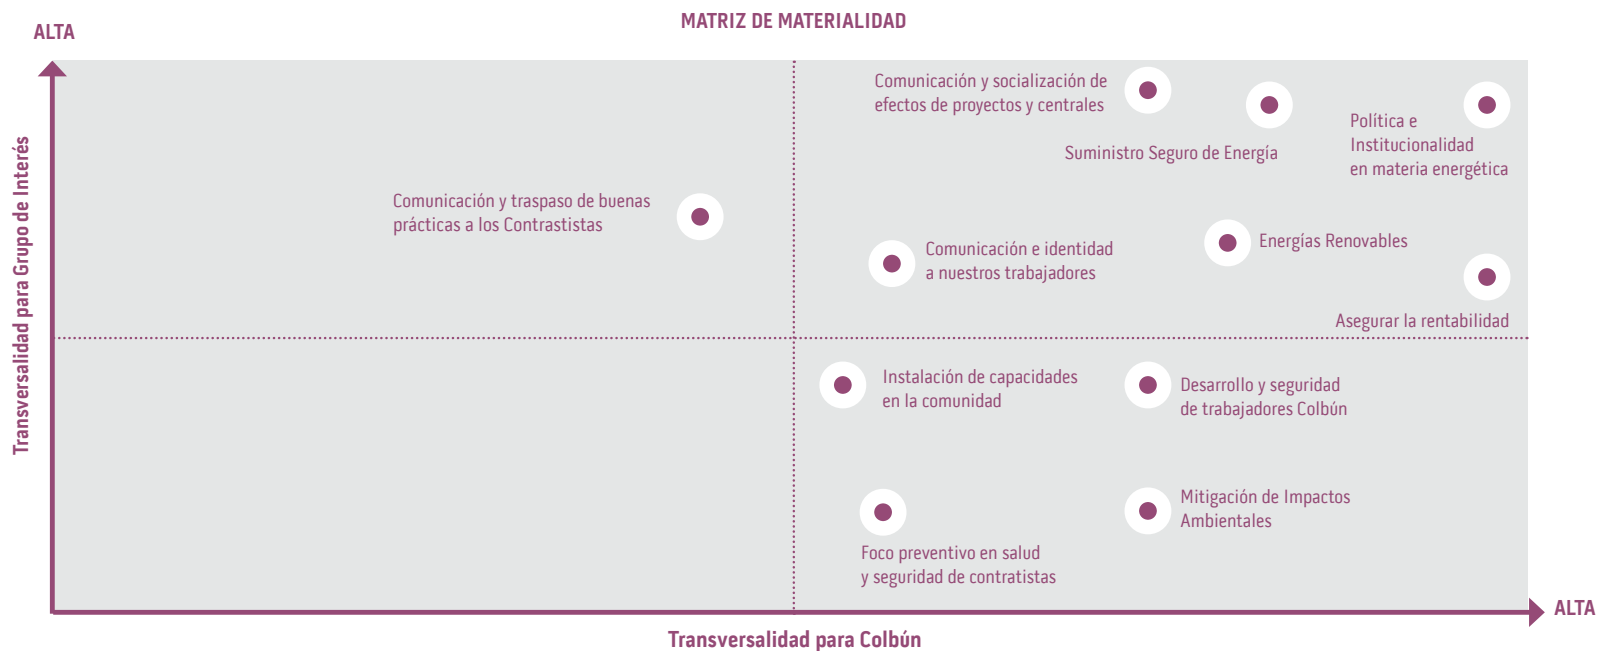 MATRIZ DE MATERIALIDAD
ALTA
Transversalidad para Grupo de Interés
Comunicación y socialización de
efectos de proyectos y centrales
Suministro Seguro de Energía
Política e
Institucionalidad
en materia energética
Comunicación y traspaso de buenas
prácticas a los Contrastistas
Comunicación e identidad
a nuestros trabajadores
Energías Renovables
Asegurar la rentabilidad
Instalación de capacidades
en la comunidad
Desarrollo y seguridad
de trabajadores Colbún
Mitigación de Impactos
Ambientales
Foco preventivo en salud
y seguridad de contratistas
ALTA
Transversalidad para Colbún